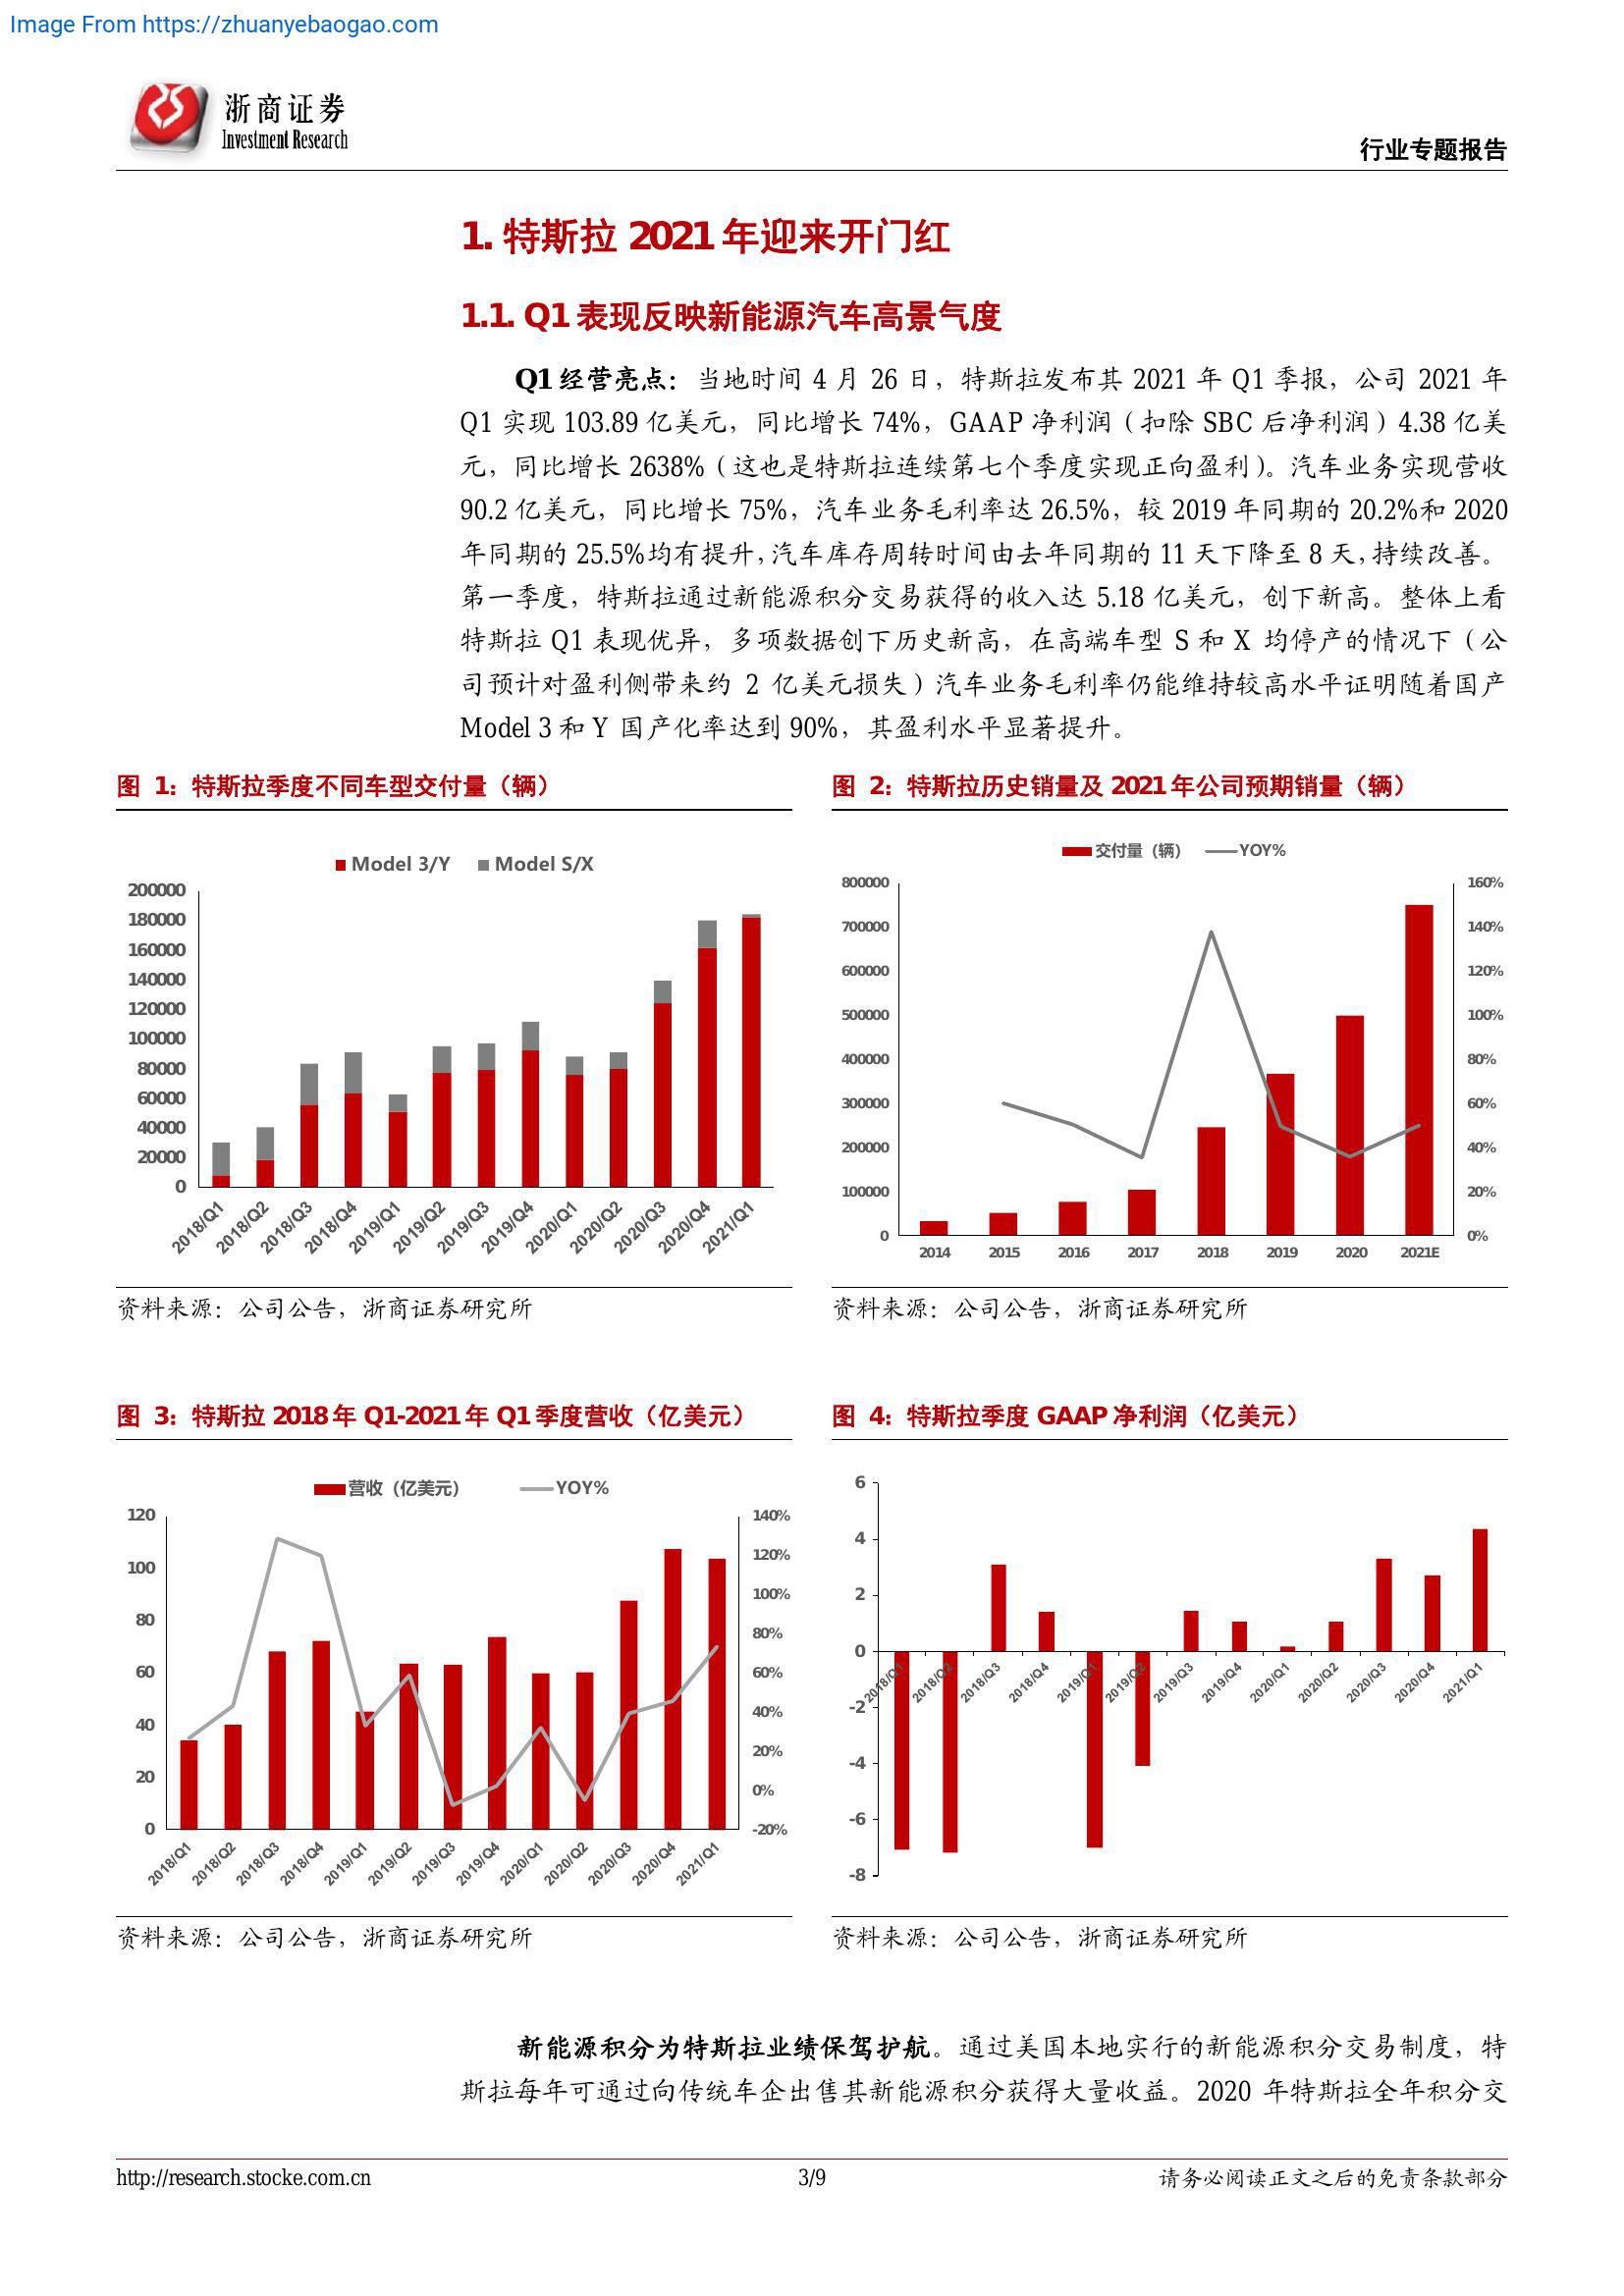 Image From https://zhuanyebaogao.com
浙商证券
Investment Research
行业专题报告
1. 特斯拉 2021 年迎来开门红
1.1. Q1 表现反映新能源汽车高景气度
Q1 经营亮点：当地时间 4 月 26 日，特斯拉发布其 2021 年 Q1 季报，公司 2021 年
Q1 实现 103.89 亿美元，同比增长 74%，GAAP 净利润（扣除 SBC 后净利润）4.38 亿美
元，同比增长 2638%（这也是特斯拉连续第七个季度实现正向盈利）。汽车业务实现营收
90.2 亿美元，同比增长 75%，汽车业务毛利率达 26.5%，较 2019 年同期的 20.2%和 2020
年同期的 25.5%均有提升，汽车库存周转时间由去年同期的 11 天下降至 8 天，持续改善。
第一季度，特斯拉通过新能源积分交易获得的收入达 5.18 亿美元，创下新高。整体上看
特斯拉 Q1 表现优异，多项数据创下历史新高，在高端车型 S 和 X 均停产的情况下（公
司预计对盈利侧带来约 2 亿美元损失）汽车业务毛利率仍能维持较高水平证明随着国产
Model 3 和 Y 国产化率达到 90%，其盈利水平显著提升。
图 1：特斯拉季度不同车型交付量（辆）
Model 3/Y Model S/X
200000
180000
160000
140000
120000
100000
80000
60000
40000
20000
0
2018/Q1 2018/Q2 2018/Q3 2018/Q4 2019/Q1 2019/Q2 2019/Q3 2019/Q4 2020/Q1 2020/Q2 2020/Q3 2020/Q4 2021/Q1
资料来源：公司公告，浙商证券研究所
图 2：特斯拉历史销量及 2021 年公司预期销量（辆）
交付量（辆） YOY%
800000 160%
700000 140%
600000 120%
500000 100%
400000 80%
300000 60%
200000 40%
100000 20%
0 0%
2014 2015 2016 2017 2018 2019 2020 2021E
资料来源：公司公告，浙商证券研究所
图 3：特斯拉 2018 年 Q1-2021 年 Q1 季度营收（亿美元）
营收（亿美元） YOY%
120
100
80
60
40
20
0
140%
120%
100%
80%
60%
40%
20%
0%
-20%
2018/Q1 2018/Q2 2018/Q3 2018/Q4 2019/Q1 2019/Q2 2019/Q3 2019/Q4 2020/Q1 2020/Q2 2020/Q3 2020/Q4 2021/Q1
资料来源：公司公告，浙商证券研究所
图 4：特斯拉季度 GAAP 净利润（亿美元）
6
4
2
0
-2
-4
-6
-8
2018/Q1 2018/Q2 2018/Q3 2018/Q4 2019/Q1 2019/Q2 2019/Q3 2019/Q4 2020/Q1 2020/Q2 2020/Q3 2020/Q4 2021/Q1
资料来源：公司公告，浙商证券研究所
新能源积分为特斯拉业绩保驾护航。通过美国本地实行的新能源积分交易制度，特
斯拉每年可通过向传统车企出售其新能源积分获得大量收益。2020 年特斯拉全年积分交
http://research.stocke.com.cn 3/9 请务必阅读正文之后的免责条款部分